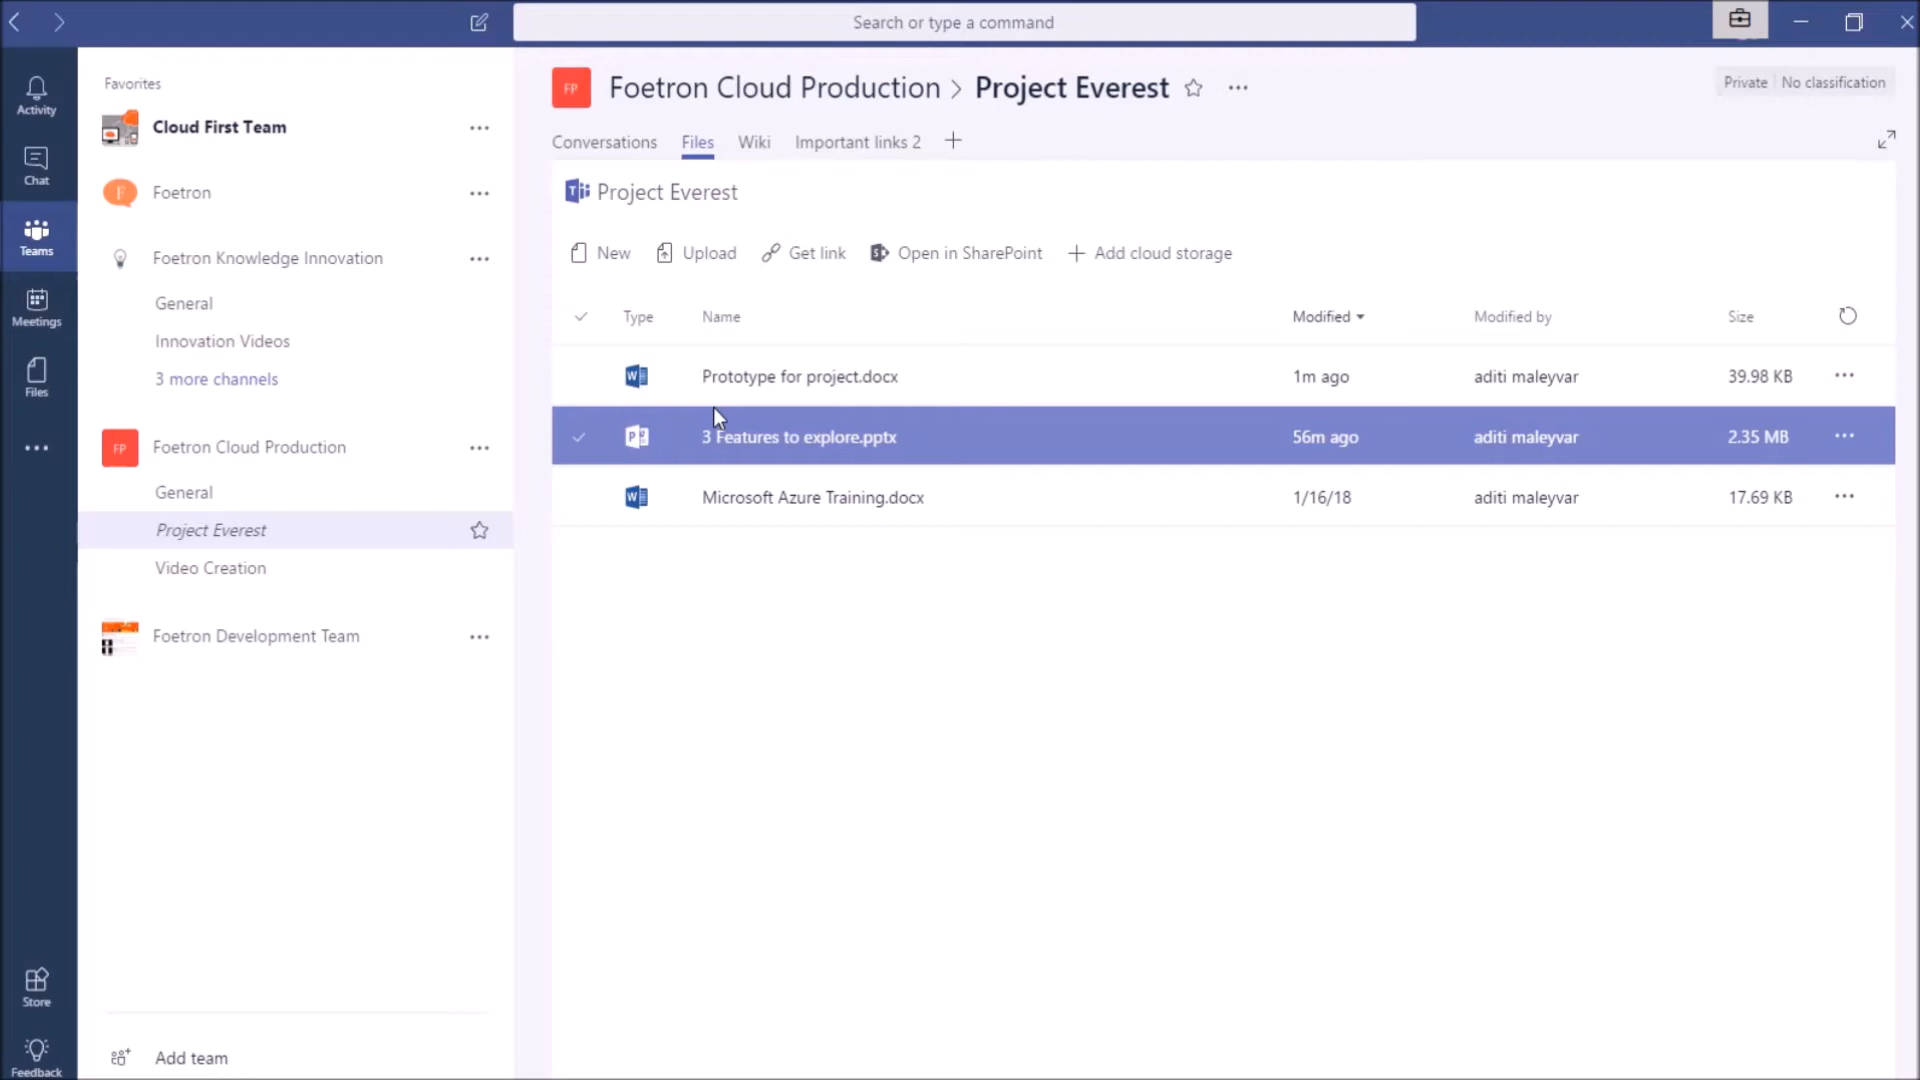 Search or type a command
Activity
Chat
Teams
Meetings
Files
Store
Feedback
Favorites
Cloud First Team
F Foetron
Foetron Knowledge Innovation
General
Innovation Videos
3 more channels
FP Foetron Cloud Production
General
Project Everest
Video Creation
Foetron Development Team
Add team
FP Foetron Cloud Production > Project Everest
Private No classification
Conversations Files Wiki Important links 2
Project Everest
New Upload Get link Open in SharePoint Add cloud storage
Type Name Modified Modified by Size
Prototype for project.docx 1m ago aditi maleyvar 39.98 KB
3 Features to explore.pptx 56m ago aditi maleyvar 2.35 MB
Microsoft Azure Training.docx 1/16/18 aditi maleyvar 17.69 KB